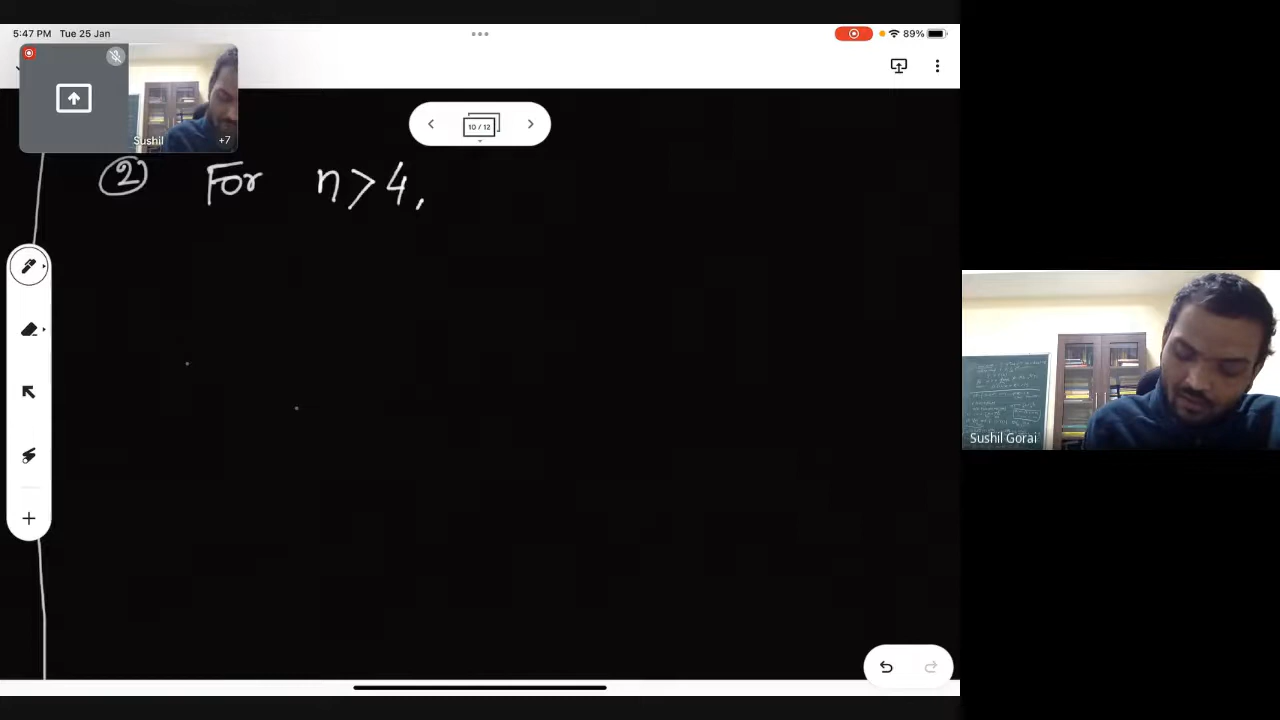 5:47 PM Tue 25 Jan
89%
Sushil
+7
10 / 12
② For n>4,
Sushil Gorai